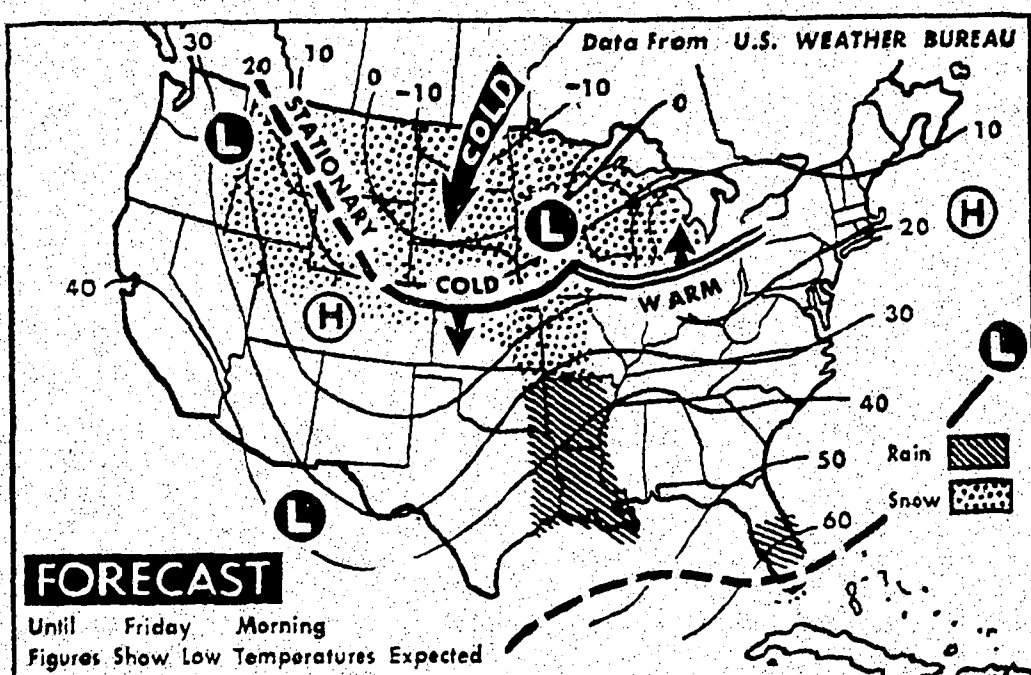 Data From U.S. WEATHER BUREAU
30
20
10
0
-10
COLD
-10
0
10
L
STATIONARY
L
H
20
40
COLD
WARM
H
30
L
40
Rain
50
Snow
L
60
FORECAST
Until Friday Morning
Figures Show Low Temperatures Expected